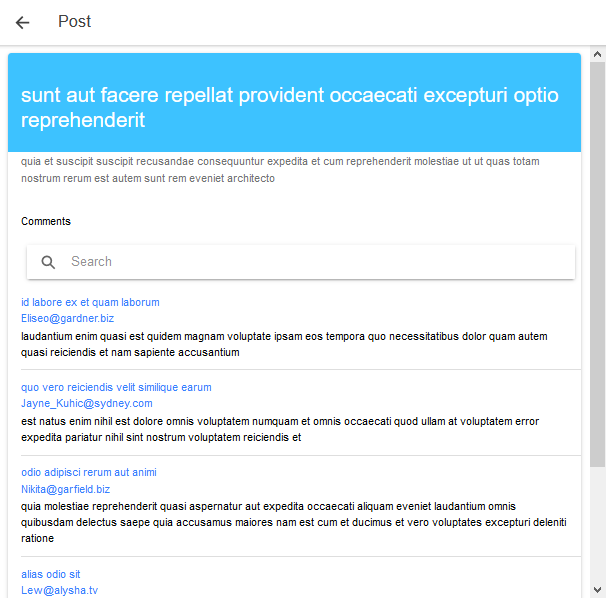 Post
sunt aut facere repellat provident occaecati excepturi optio
reprehenderit
quia et suscipit suscipit recusandae consequuntur expedita et cum reprehenderit molestiae ut ut quas totam
nostrum rerum est autem sunt rem eveniet architecto
Comments
Search
id labore ex et quam laborum
Eliseo@gardner.biz
laudantium enim quasi est quidem magnam voluptate ipsam eos tempora quo necessitatibus dolor quam autem
quasi reiciendis et nam sapiente accusantium
quo vero reiciendis velit similique earum
Jayne_Kuhic@sydney.com
est natus enim nihil est dolore omnis voluptatem numquam et omnis occaecati quod ullam at voluptatem error
expedita pariatur nihil sint nostrum voluptatem reiciendis et
odio adipisci rerum aut animi
Nikita@garfield.biz
quia molestiae reprehenderit quasi aspernatur aut expedita occaecati aliquam eveniet laudantium omnis
quibusdam delectus saepe quia accusamus maiores nam est cum et ducimus et vero voluptates excepturi deleniti
ratione
alias odio sit
Lew@alysha.tv